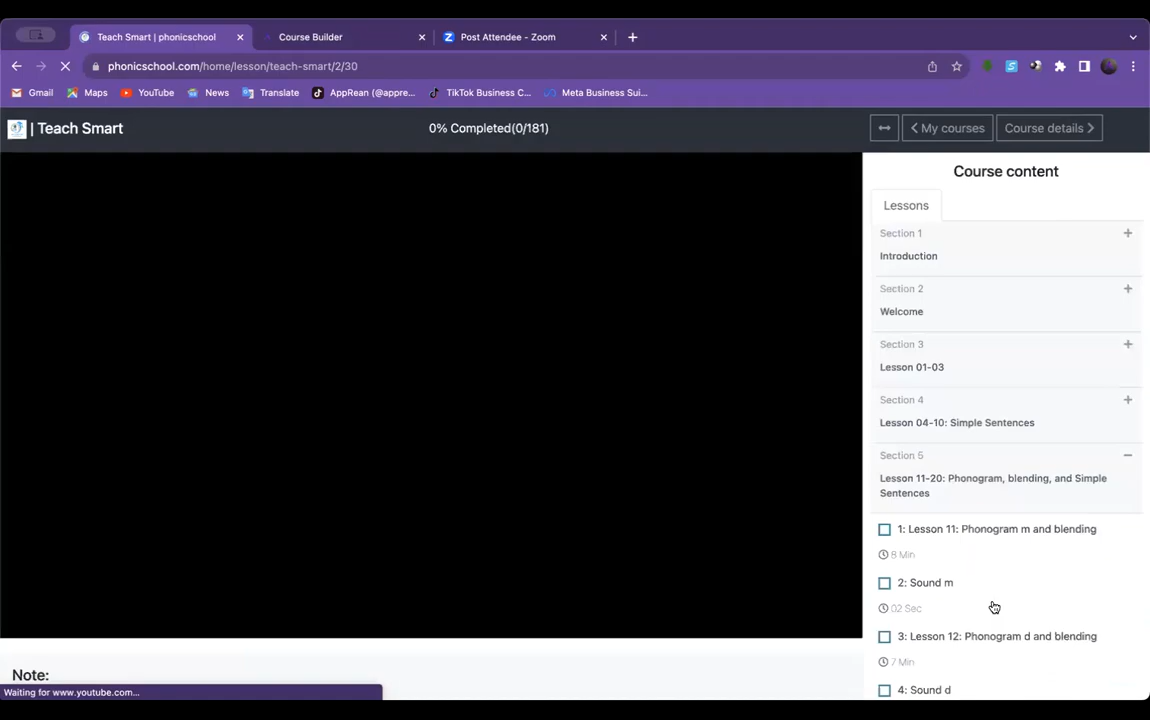 Teach Smart | phonicschool
Course Builder
Post Attendee - Zoom
phonicschool.com/home/lesson/teach-smart/2/30
Gmail
Maps
YouTube
News
Translate
AppRean (@appre...
TikTok Business C...
Meta Business Sui...
| Teach Smart
0% Completed(0/181)
My courses
Course details
Course content
Lessons
Section 1
Introduction
Section 2
Welcome
Section 3
Lesson 01-03
Section 4
Lesson 04-10: Simple Sentences
Section 5
Lesson 11-20: Phonogram, blending, and Simple
Sentences
1: Lesson 11: Phonogram m and blending
8 Min
2: Sound m
02 Sec
3: Lesson 12: Phonogram d and blending
7 Min
4: Sound d
Note:
Waiting for www.youtube.com...